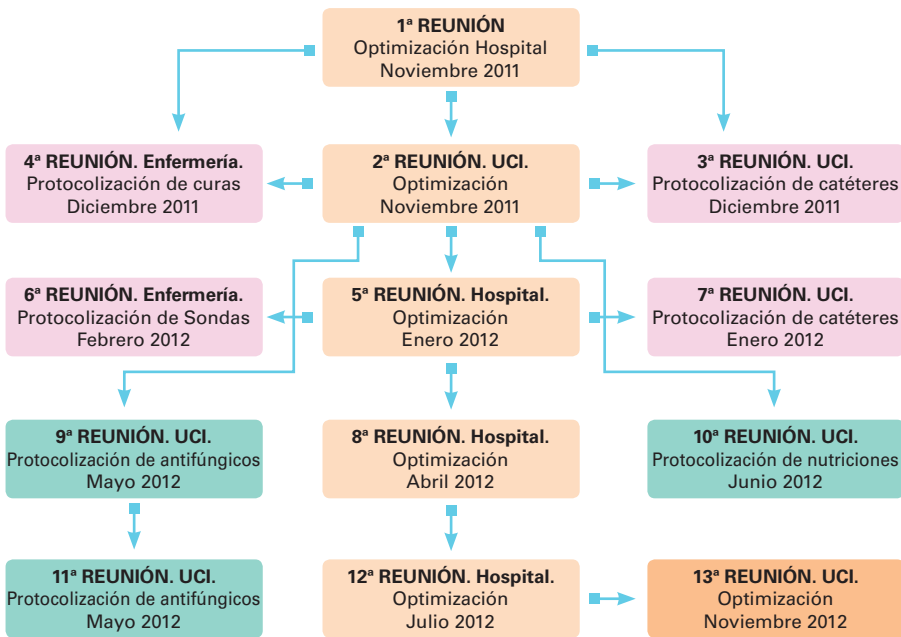 1ª REUNIÓN
Optimización Hospital
Noviembre 2011
4ª REUNIÓN. Enfermería.
Protocolización de curas
Diciembre 2011
2ª REUNIÓN. UCI.
Optimización
Noviembre 2011
3ª REUNIÓN. UCI.
Protocolización de catéteres
Diciembre 2011
6ª REUNIÓN. Enfermería.
Protocolización de Sondas
Febrero 2012
5ª REUNIÓN. Hospital.
Optimización
Enero 2012
7ª REUNIÓN. UCI.
Protocolización de catéteres
Enero 2012
9ª REUNIÓN. UCI.
Protocolización de antifúngicos
Mayo 2012
8ª REUNIÓN. Hospital.
Optimización
Abril 2012
10ª REUNIÓN. UCI.
Protocolización de nutriciones
Junio 2012
11ª REUNIÓN. UCI.
Protocolización de antifúngicos
Mayo 2012
12ª REUNIÓN. Hospital.
Optimización
Julio 2012
13ª REUNIÓN. UCI.
Optimización
Noviembre 2012